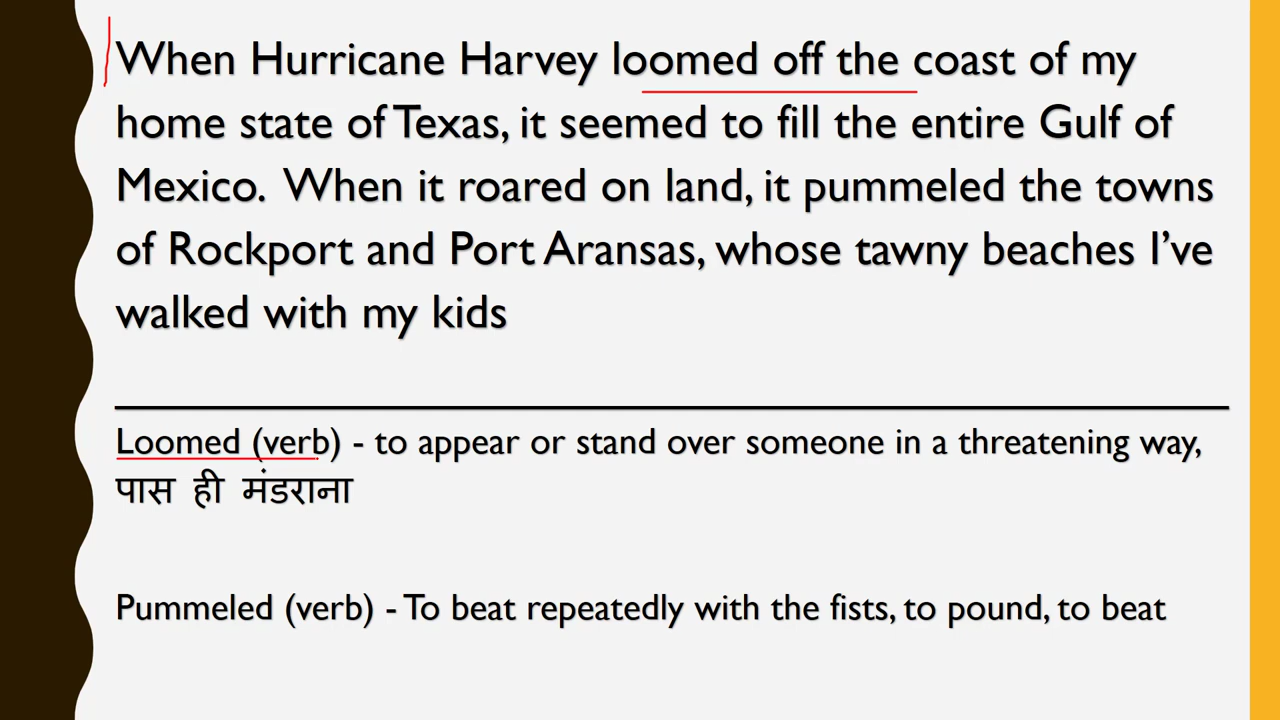 When Hurricane Harvey loomed off the coast of my
home state of Texas, it seemed to fill the entire Gulf of
Mexico. When it roared on land, it pummeled the towns
of Rockport and Port Aransas, whose tawny beaches I’ve
walked with my kids
Loomed (verb) - to appear or stand over someone in a threatening way,
पास ही मंडराना
Pummeled (verb) - To beat repeatedly with the fists, to pound, to beat